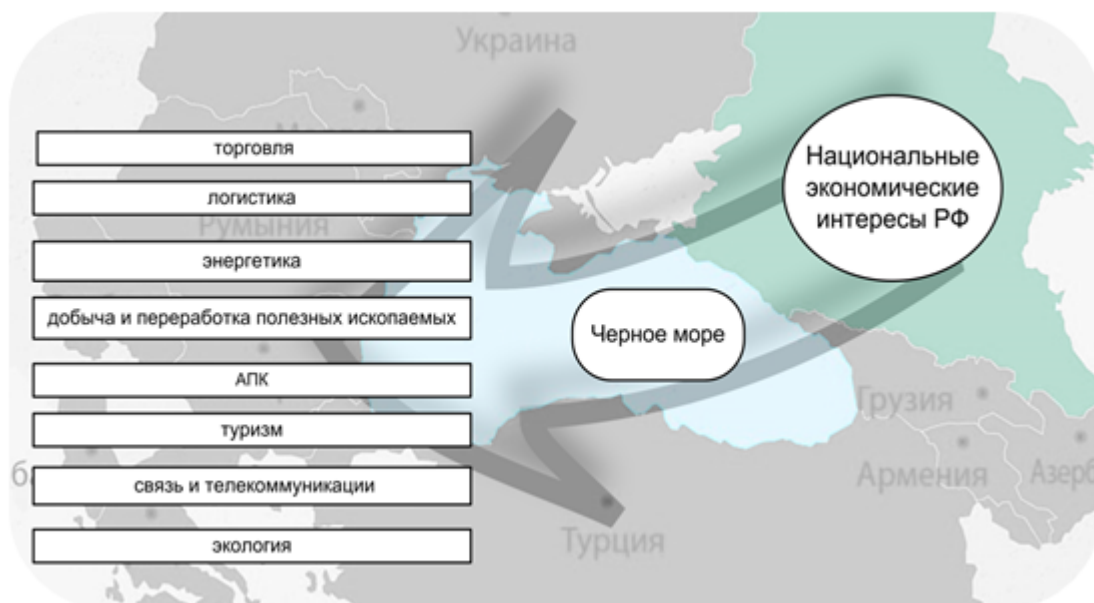 Украина
торговля
логистика
Румыния
энергетика
добыча и переработка полезных ископаемых
АПК
туризм
связь и телекоммуникации
экология
Национальные
экономические
интересы РФ
Черное море
Грузия
Армения
Азерб
Турция